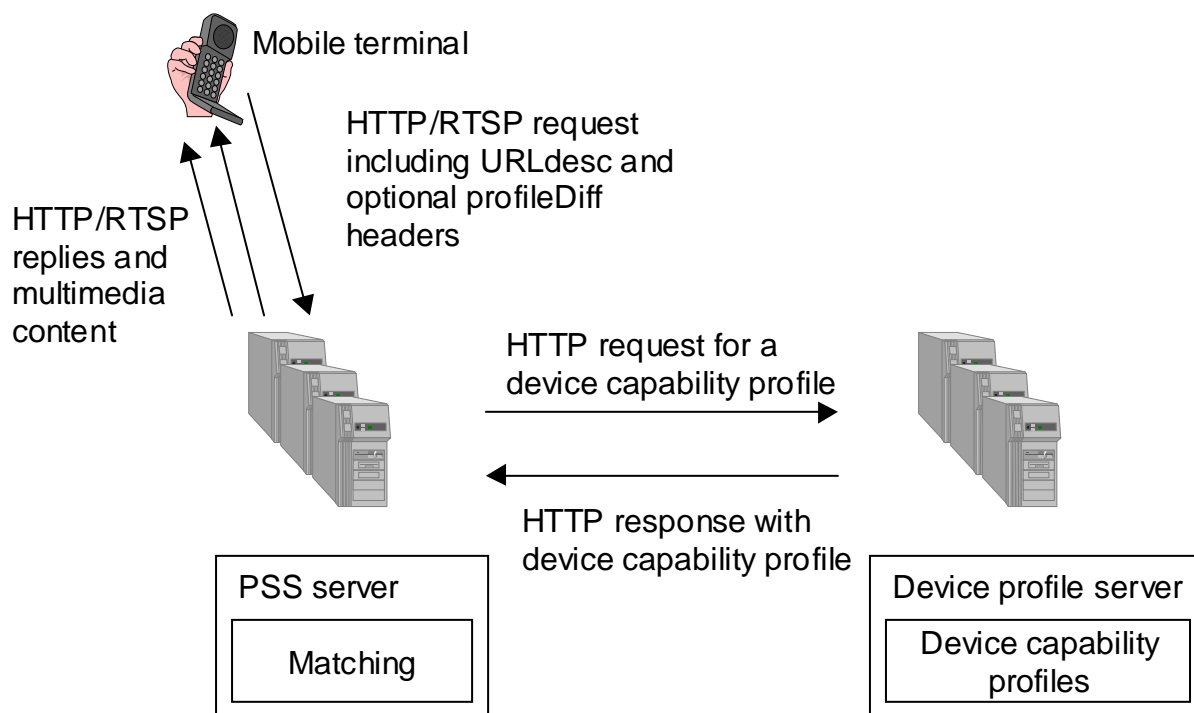 Mobile terminal
HTTP/RTSP request
including URLdesc and
optional profileDiff
headers
HTTP/RTSP
replies and
multimedia
content
HTTP request for a
device capability profile
HTTP response with
device capability profile
PSS server
Matching
Device profile server
Device capability
profiles